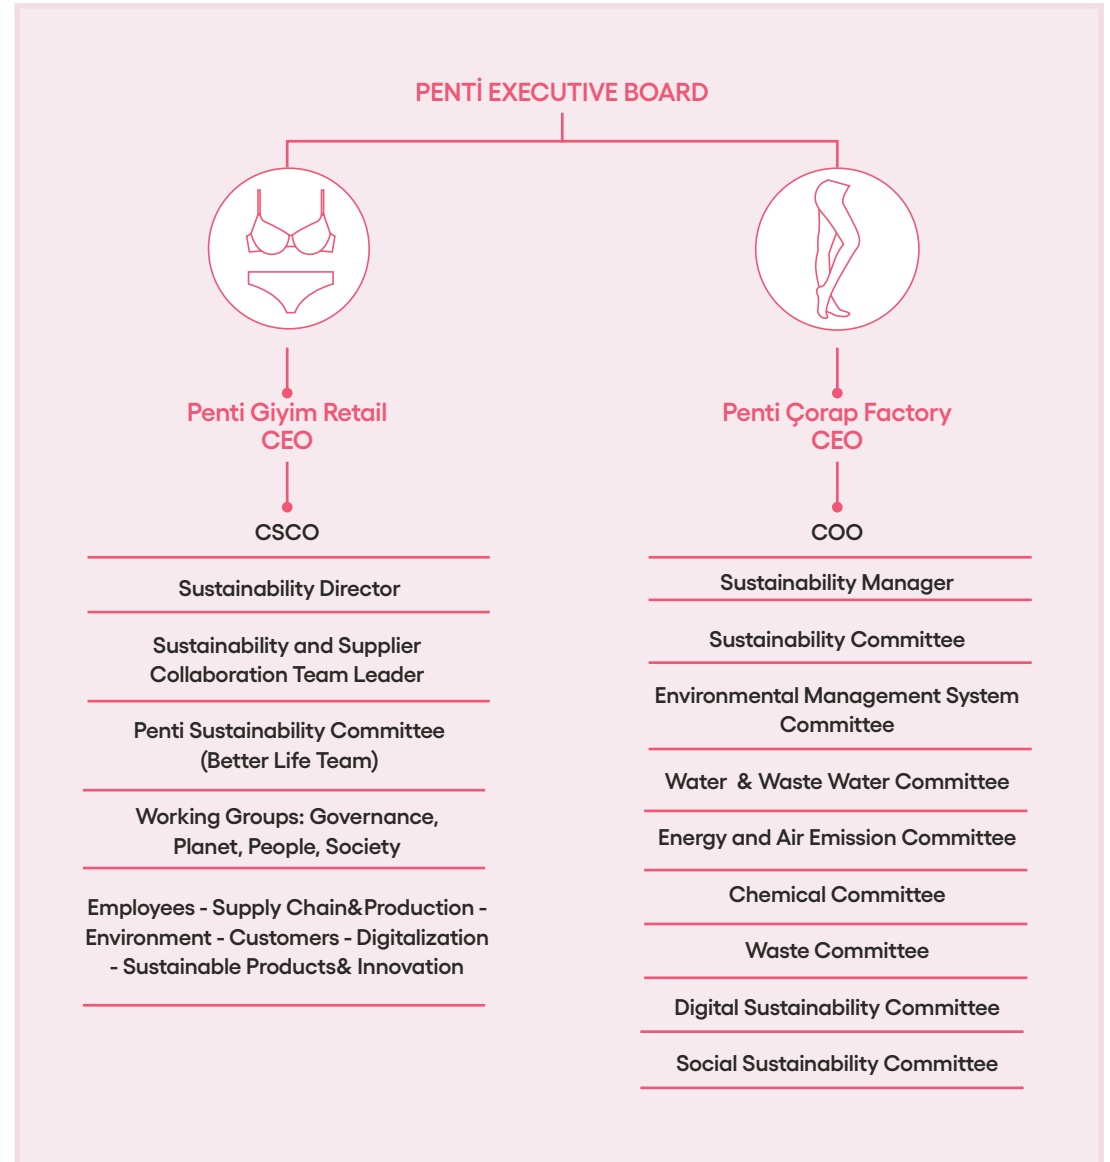 PENTİ EXECUTIVE BOARD
Penti Giyim Retail
CEO
CSCO
Sustainability Director
Sustainability and Supplier
Collaboration Team Leader
Penti Sustainability Committee
(Better Life Team)
Working Groups: Governance,
Planet, People, Society
Employees - Supply Chain&Production -
Environment - Customers - Digitalization
- Sustainable Products& Innovation
Penti Çorap Factory
CEO
COO
Sustainability Manager
Sustainability Committee
Environmental Management System
Committee
Water & Waste Water Committee
Energy and Air Emission Committee
Chemical Committee
Waste Committee
Digital Sustainability Committee
Social Sustainability Committee